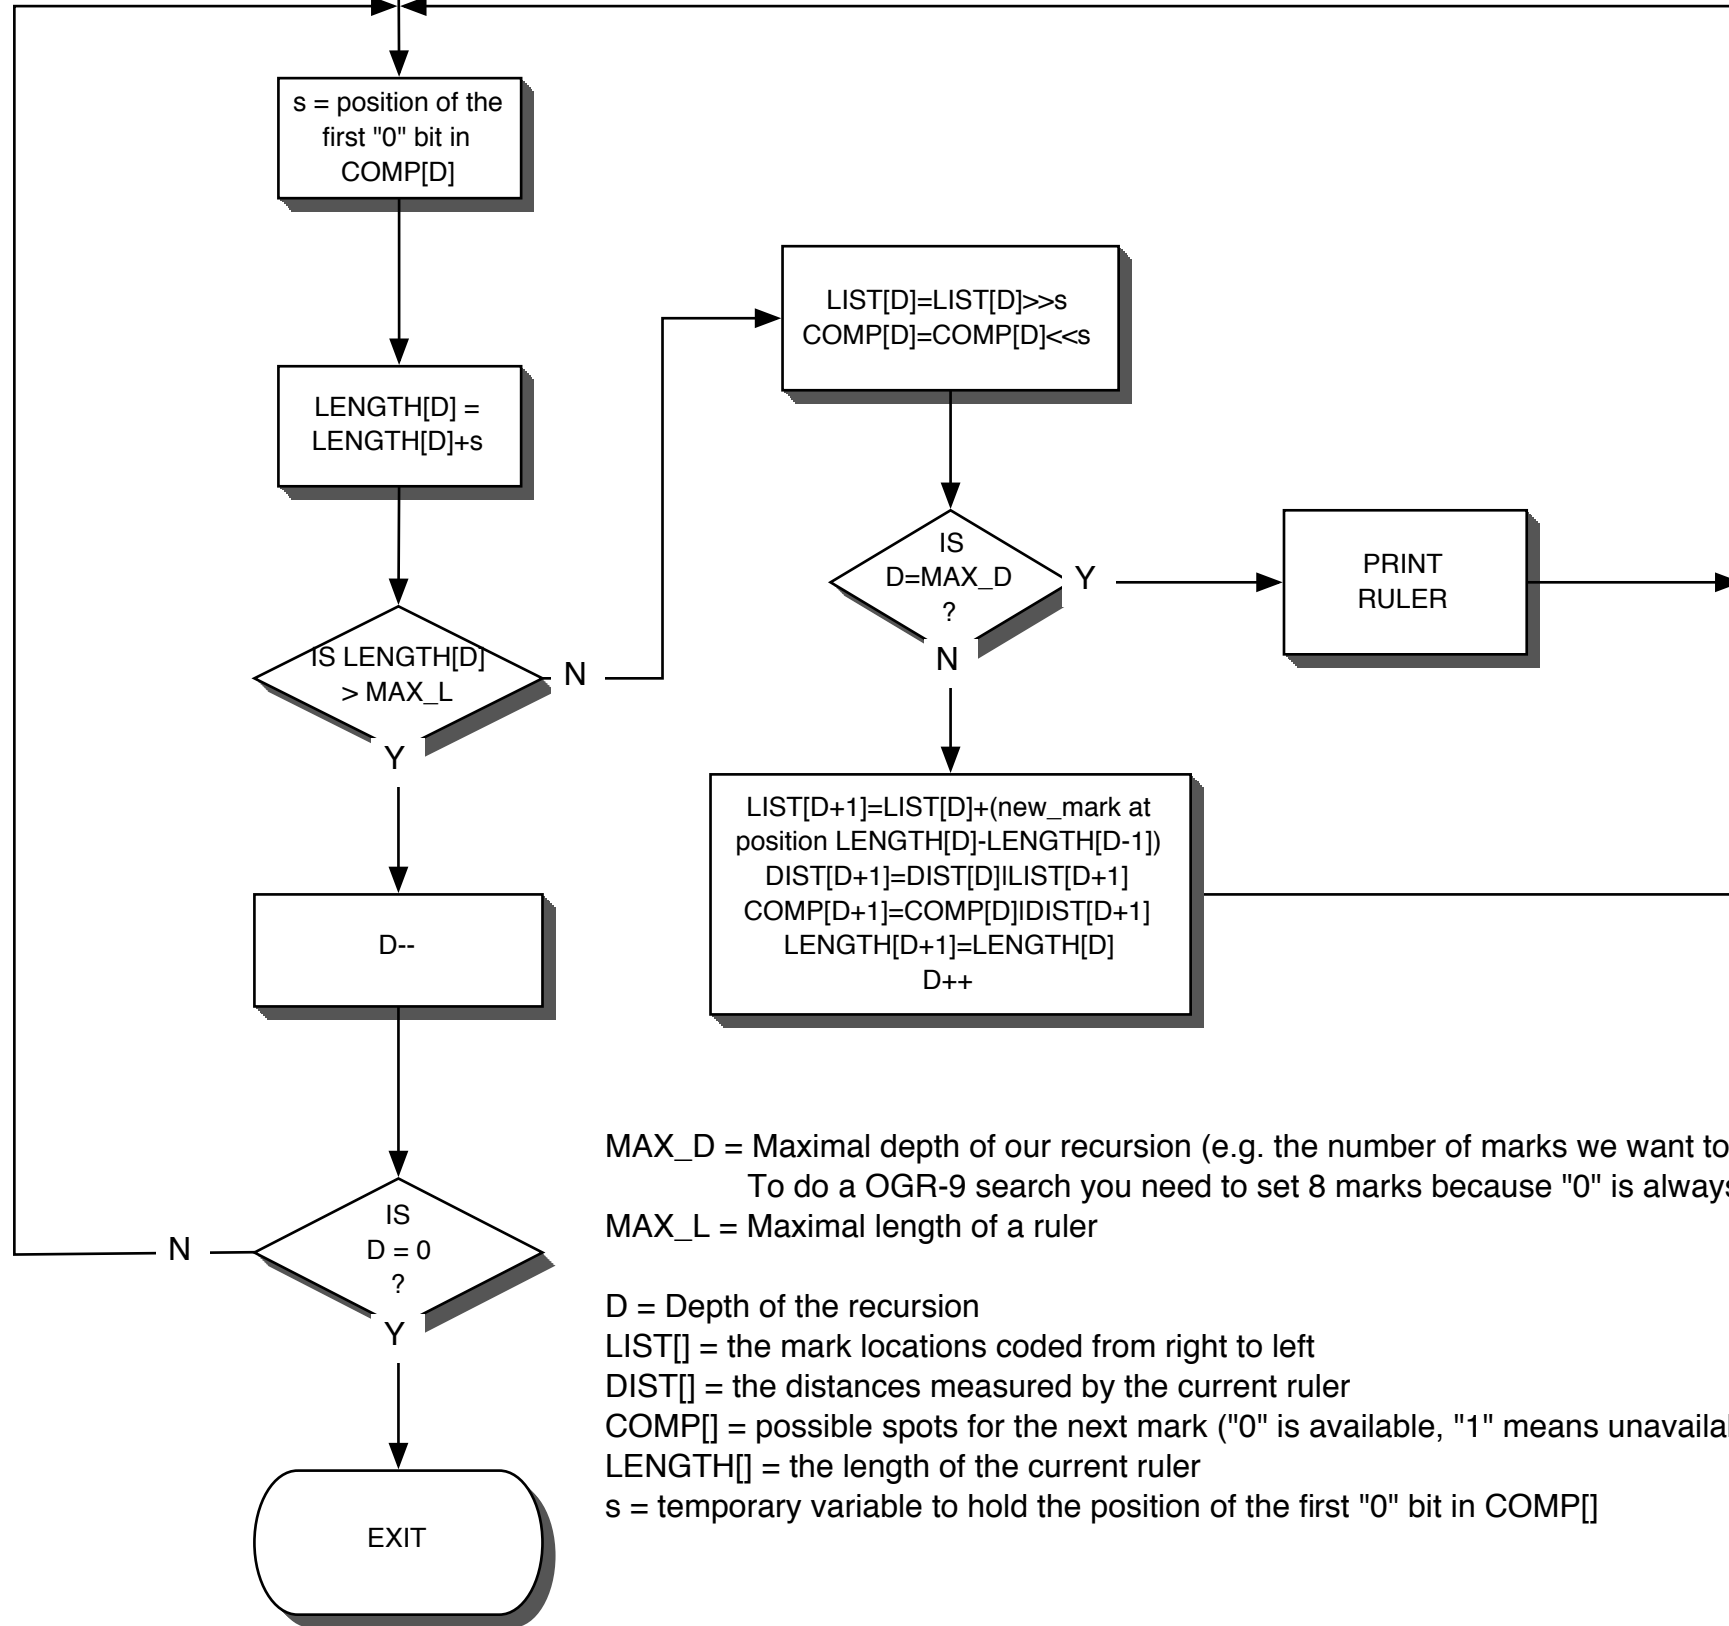 s = position of the
first "0" bit in
COMP[D]
LENGTH[D] =
LENGTH[D]+s
IS LENGTH[D]
> MAX_L
N
Y
D--
IS
D = 0
?
N
Y
EXIT
LIST[D]=LIST[D]>>s
COMP[D]=COMP[D]<<s
IS
D=MAX_D
?
Y
N
PRINT
RULER
LIST[D+1]=LIST[D]+(new_mark at
position LENGTH[D]-LENGTH[D-1])
DIST[D+1]=DIST[D]|LIST[D+1]
COMP[D+1]=COMP[D]|DIST[D+1]
LENGTH[D+1]=LENGTH[D]
D++
MAX_D = Maximal depth of our recursion (e.g. the number of marks we want to
To do a OGR-9 search you need to set 8 marks because "0" is always
MAX_L = Maximal length of a ruler
D = Depth of the recursion
LIST[] = the mark locations coded from right to left
DIST[] = the distances measured by the current ruler
COMP[] = possible spots for the next mark ("0" is available, "1" means
LENGTH[] = the length of the current ruler
s = temporary variable to hold the position of the first "0" bit in COMP[]